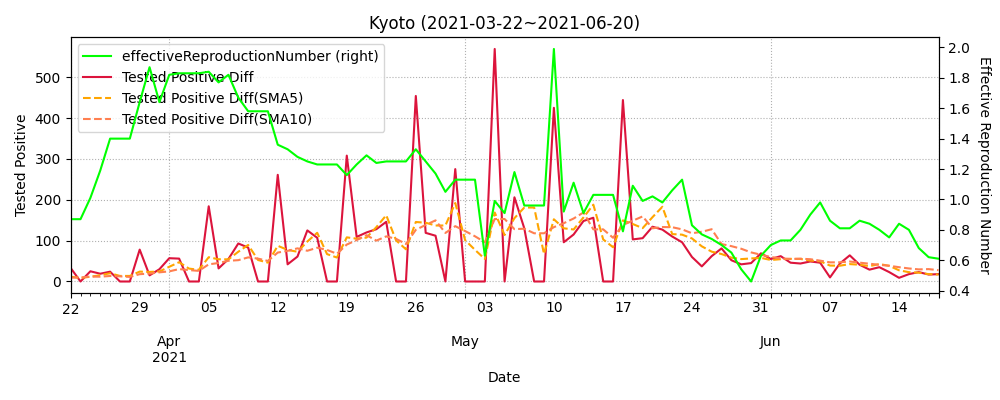 Kyoto (2021-03-22~2021-06-20)
effectiveReproductionNumber (right)
Tested Positive Diff
Tested Positive Diff(SMA5)
Tested Positive Diff(SMA10)
Tested Positive
500
400
300
200
100
0
2.0
1.8
1.6
1.4
1.2
1.0
0.8
0.6
0.4
Effective Reproduction Number
22 29 05 12 19 26 03 10 17 24 31 07 14
Apr May Jun
2021
Date